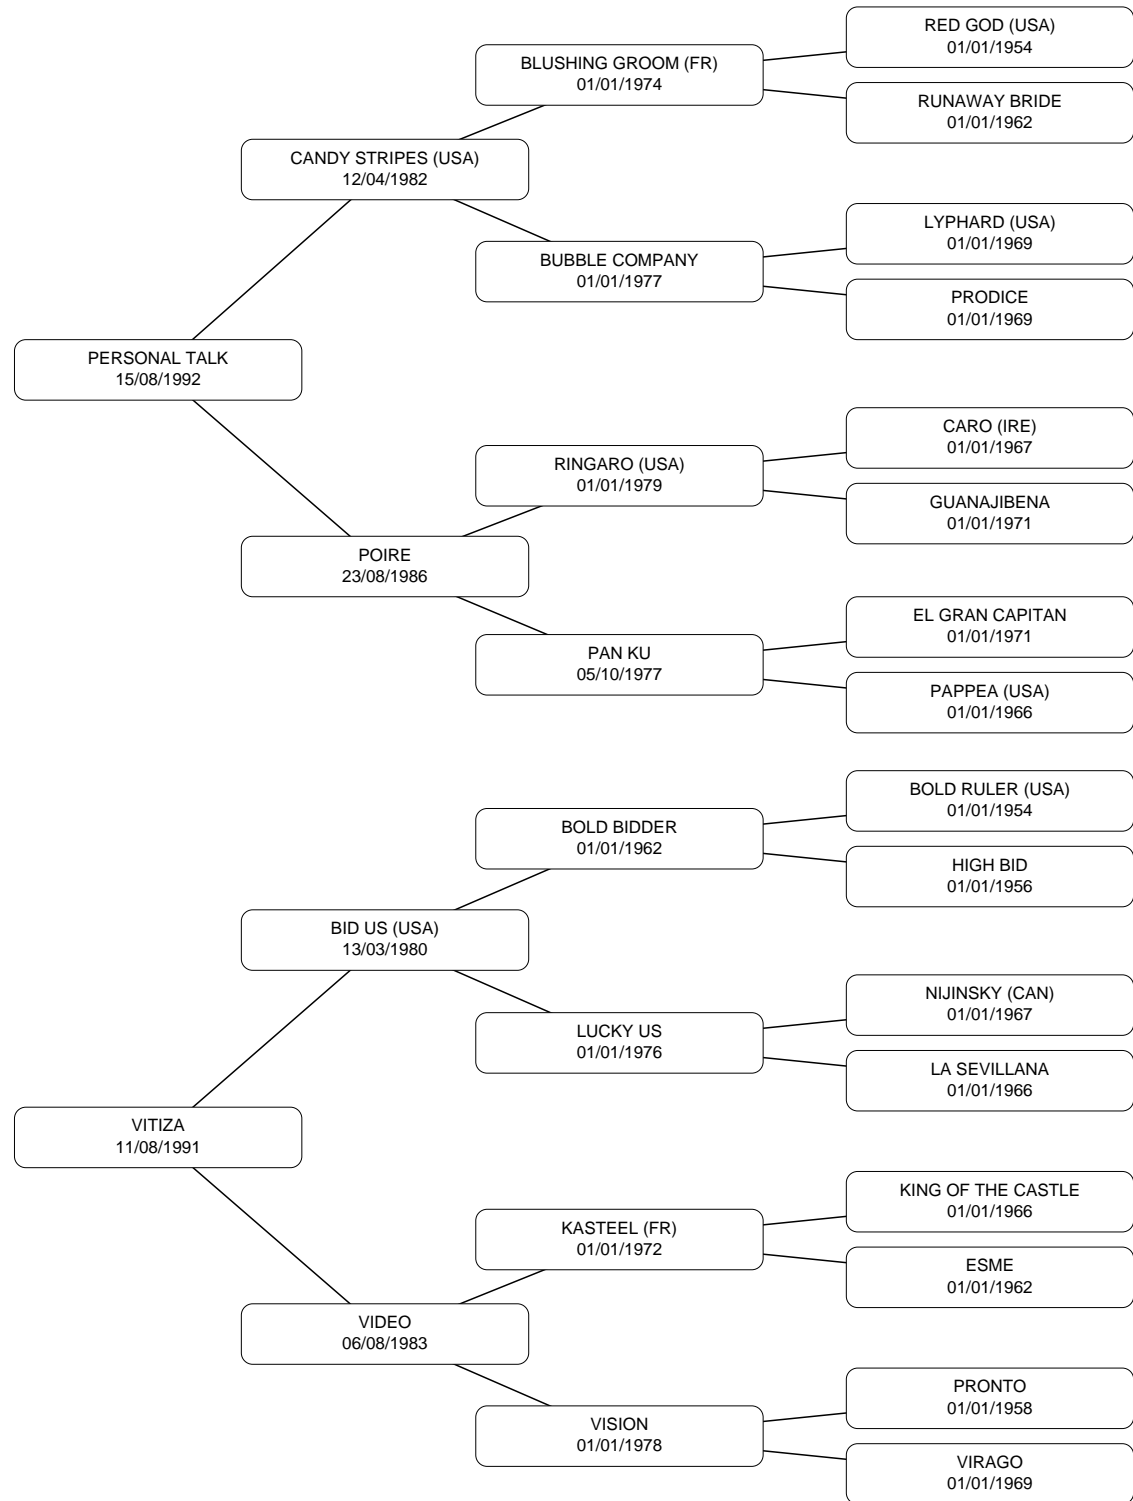 RED GOD (USA)
01/01/1954
BLUSHING GROOM (FR)
01/01/1974
RUNAWAY BRIDE
01/01/1962
CANDY STRIPES (USA)
12/04/1982
LYPHARD (USA)
01/01/1969
BUBBLE COMPANY
01/01/1977
PRODICE
01/01/1969
PERSONAL TALK
15/08/1992
CARO (IRE)
01/01/1967
RINGARO (USA)
01/01/1979
GUANAJIBENA
01/01/1971
POIRE
23/08/1986
EL GRAN CAPITAN
01/01/1971
PAN KU
05/10/1977
PAPPEA (USA)
01/01/1966
BOLD RULER (USA)
01/01/1954
BOLD BIDDER
01/01/1962
HIGH BID
01/01/1956
BID US (USA)
13/03/1980
NIJINSKY (CAN)
01/01/1967
LUCKY US
01/01/1976
LA SEVILLANA
01/01/1966
VITIZA
11/08/1991
KING OF THE CASTLE
01/01/1966
KASTEEL (FR)
01/01/1972
ESME
01/01/1962
VIDEO
06/08/1983
PRONTO
01/01/1958
VISION
01/01/1978
VIRAGO
01/01/1969